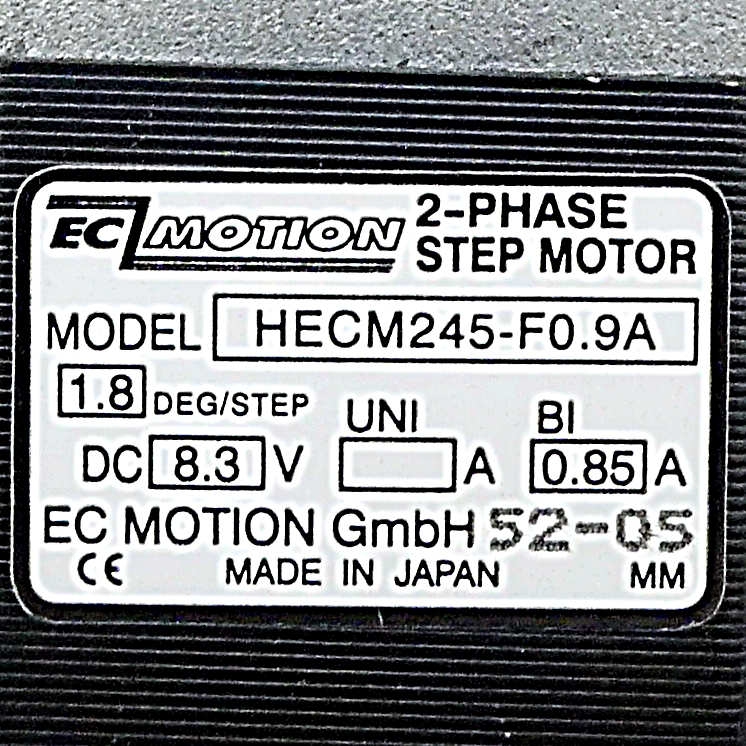 EC MOTION 2-PHASE
STEP MOTOR
MODEL HECM245-F0.9A
1.8 DEG/STEP UNI BI
DC 8.3 V A 0.85 A
EC MOTION GmbH 52-05
CE MADE IN JAPAN MM